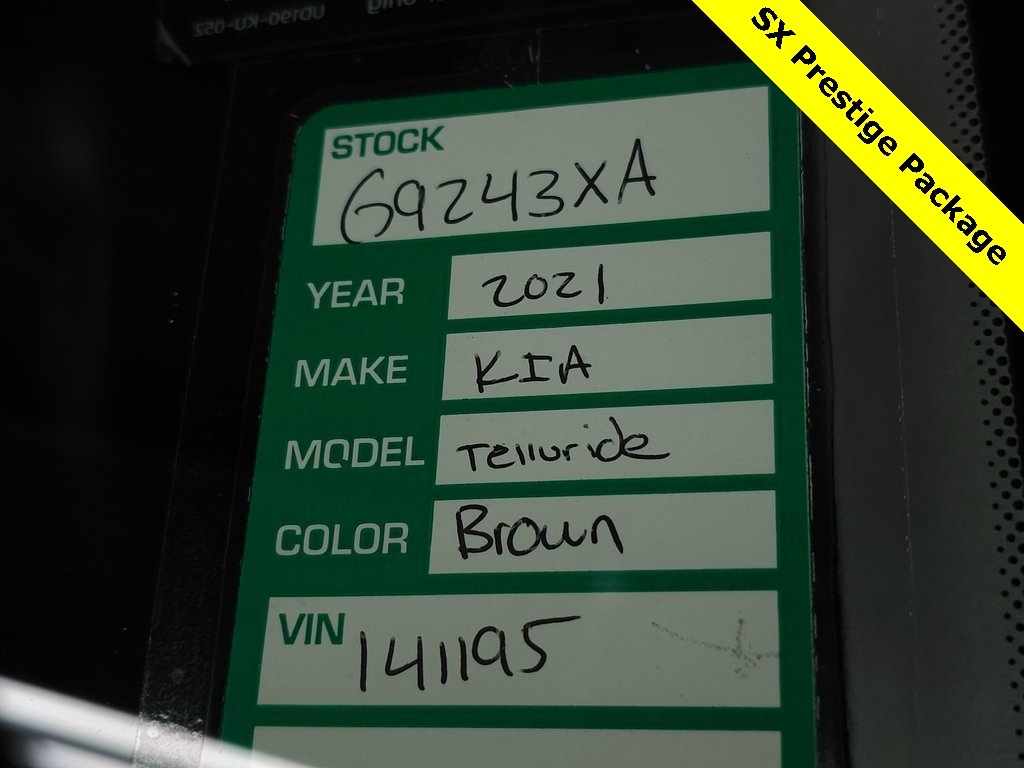 SX Prestige Package
STOCK
G9243XA
YEAR 2021
MAKE KIA
MODEL Telluride
COLOR Brown
VIN 141195